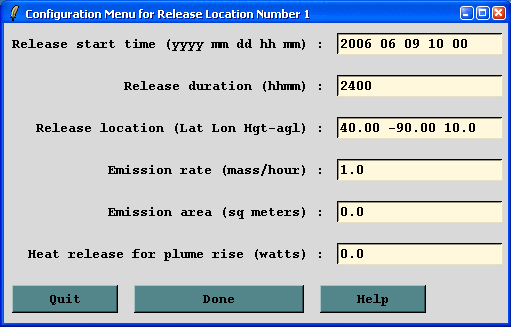 Configuration Menu for Release Location Number 1
Release start time (yyyy mm dd hh mm) : 2006 06 09 10 00
Release duration (hhmm) : 2400
Release location (Lat Lon Hgt-agl) : 40.00 -90.00 10.0
Emission rate (mass/hour) : 1.0
Emission area (sq meters) : 0.0
Heat release for plume rise (watts) : 0.0
Quit Done Help